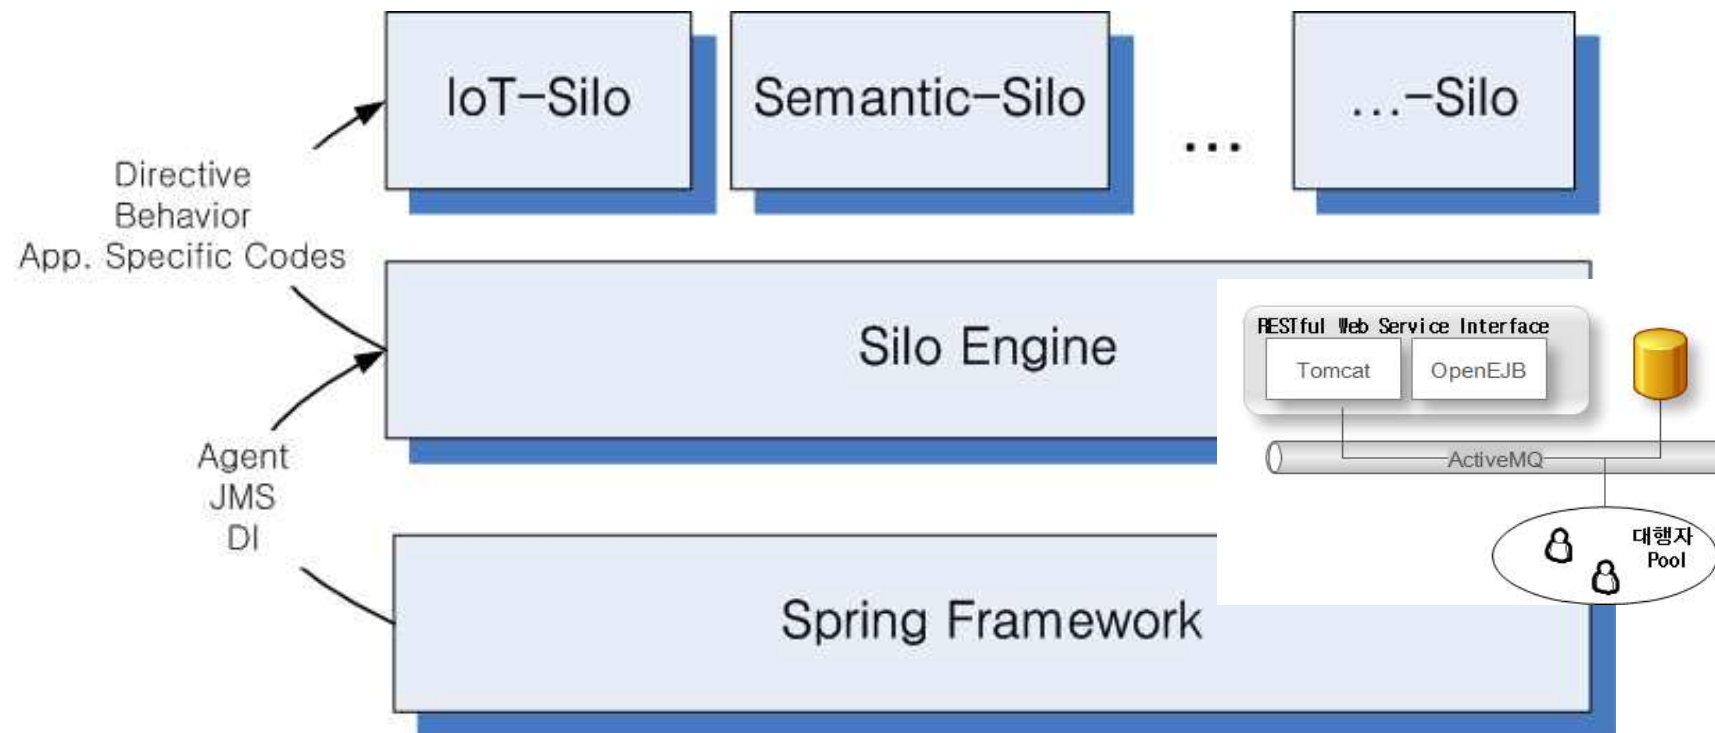 IoT-Silo
Semantic-Silo
...
...-Silo
Directive
Behavior
App. Specific Codes
Silo Engine
RESTful Web Service Interface
Tomcat
OpenEJB
ActiveMQ
Agent
JMS
DI
대행자
Pool
Spring Framework